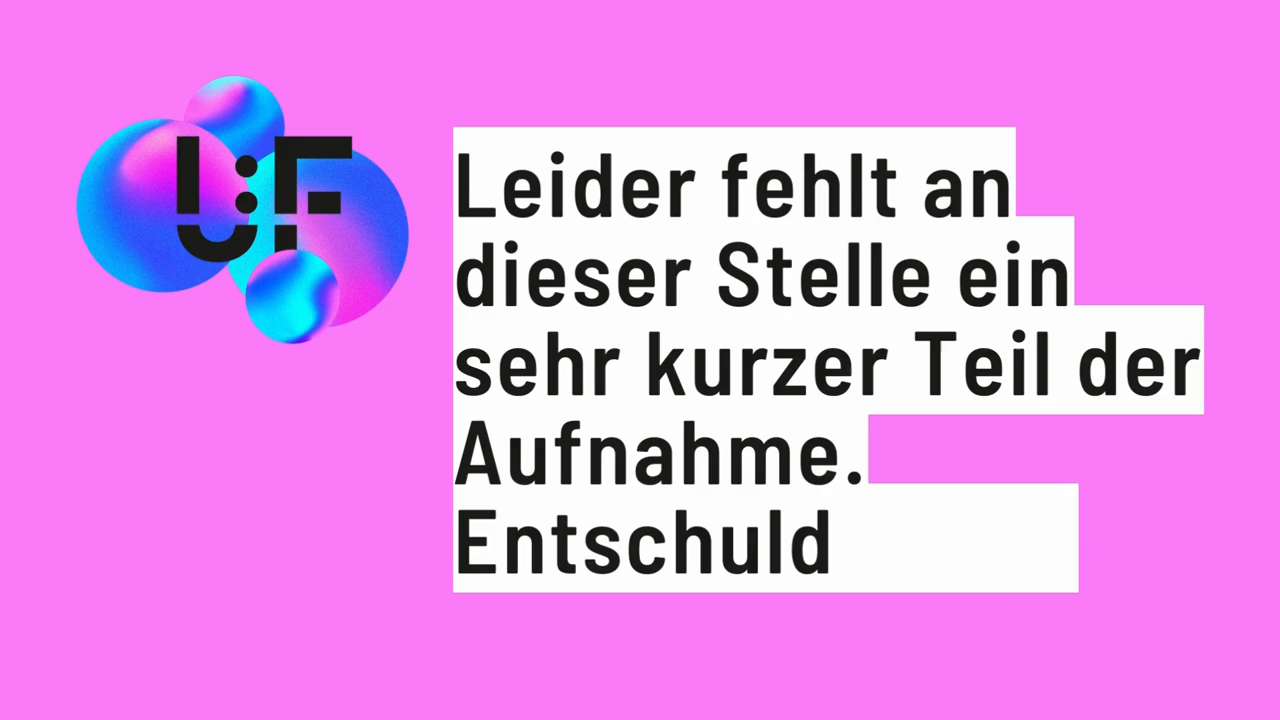 U:F
Leider fehlt an
dieser Stelle ein
sehr kurzer Teil der
Aufnahme.
Entschuld